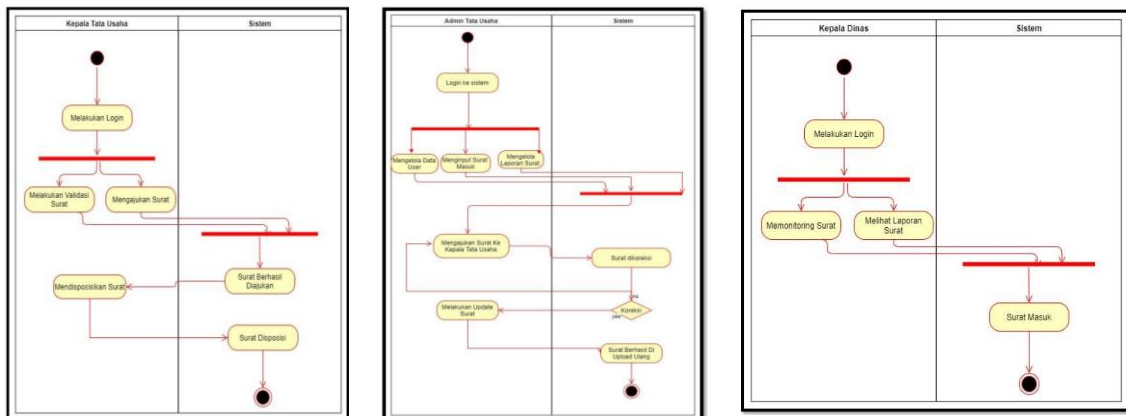 Kepala Tata Usaha
Sistem
Melakukan Login
Melakukan Validasi
Surat
Mengajukan Surat
Surat Berhasil
Diajukan
Mendisposisikan Surat
Surat Disposisi
Admin Tata Usaha
Sistem
Login ke sistem
Mengelola Data
User
Menginput Surat
Masuk
Mengelola
Laporan Surat
Mengajukan Surat Ke
Kepala Tata Usaha
Surat dikoreksi
no
Koreksi
yes
Melakukan Update
Surat
Surat Berhasil Di
Upload Ulang
Kepala Dinas
Sistem
Melakukan Login
Memonitoring Surat
Melihat Laporan
Surat
Surat Masuk